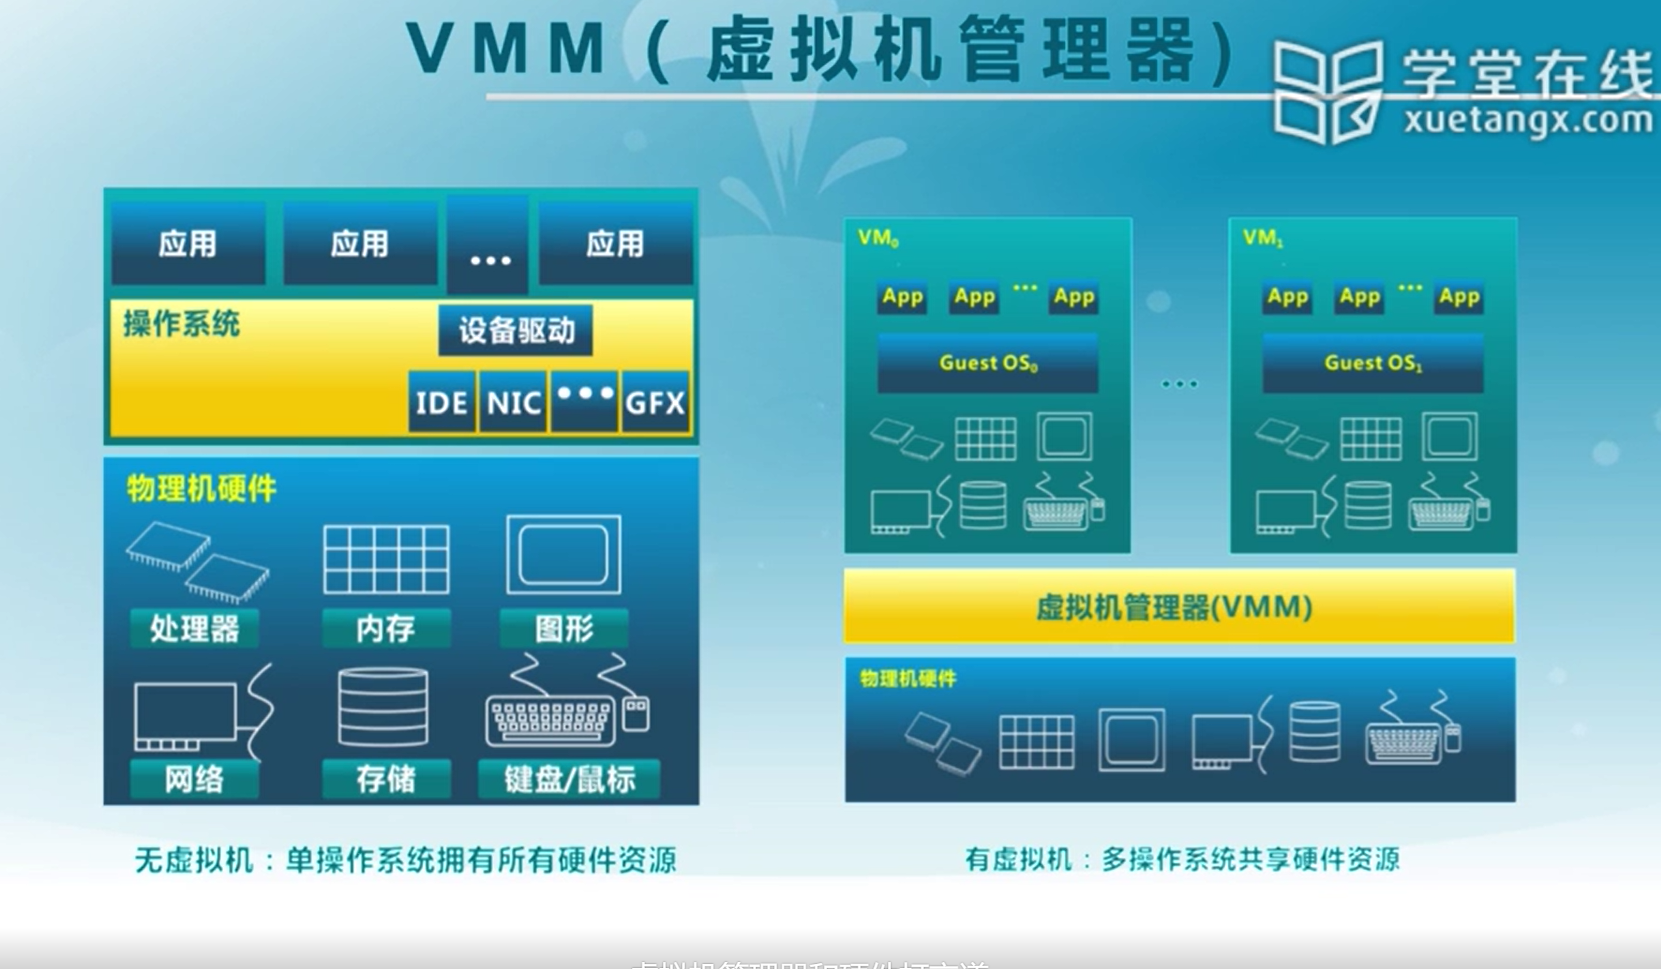 VMM（虚拟机管理器）
学堂在线
xuetangx.com
应用 应用 ... 应用
操作系统
设备驱动
IDE NIC ... GFX
物理机硬件
处理器 内存 图形
网络 存储 键盘/鼠标
无虚拟机：单操作系统拥有所有硬件资源
VM₀
App App ... App
Guest OS₀
...
VM₁
App App ... App
Guest OS₁
虚拟机管理器(VMM)
物理机硬件
有虚拟机：多操作系统共享硬件资源